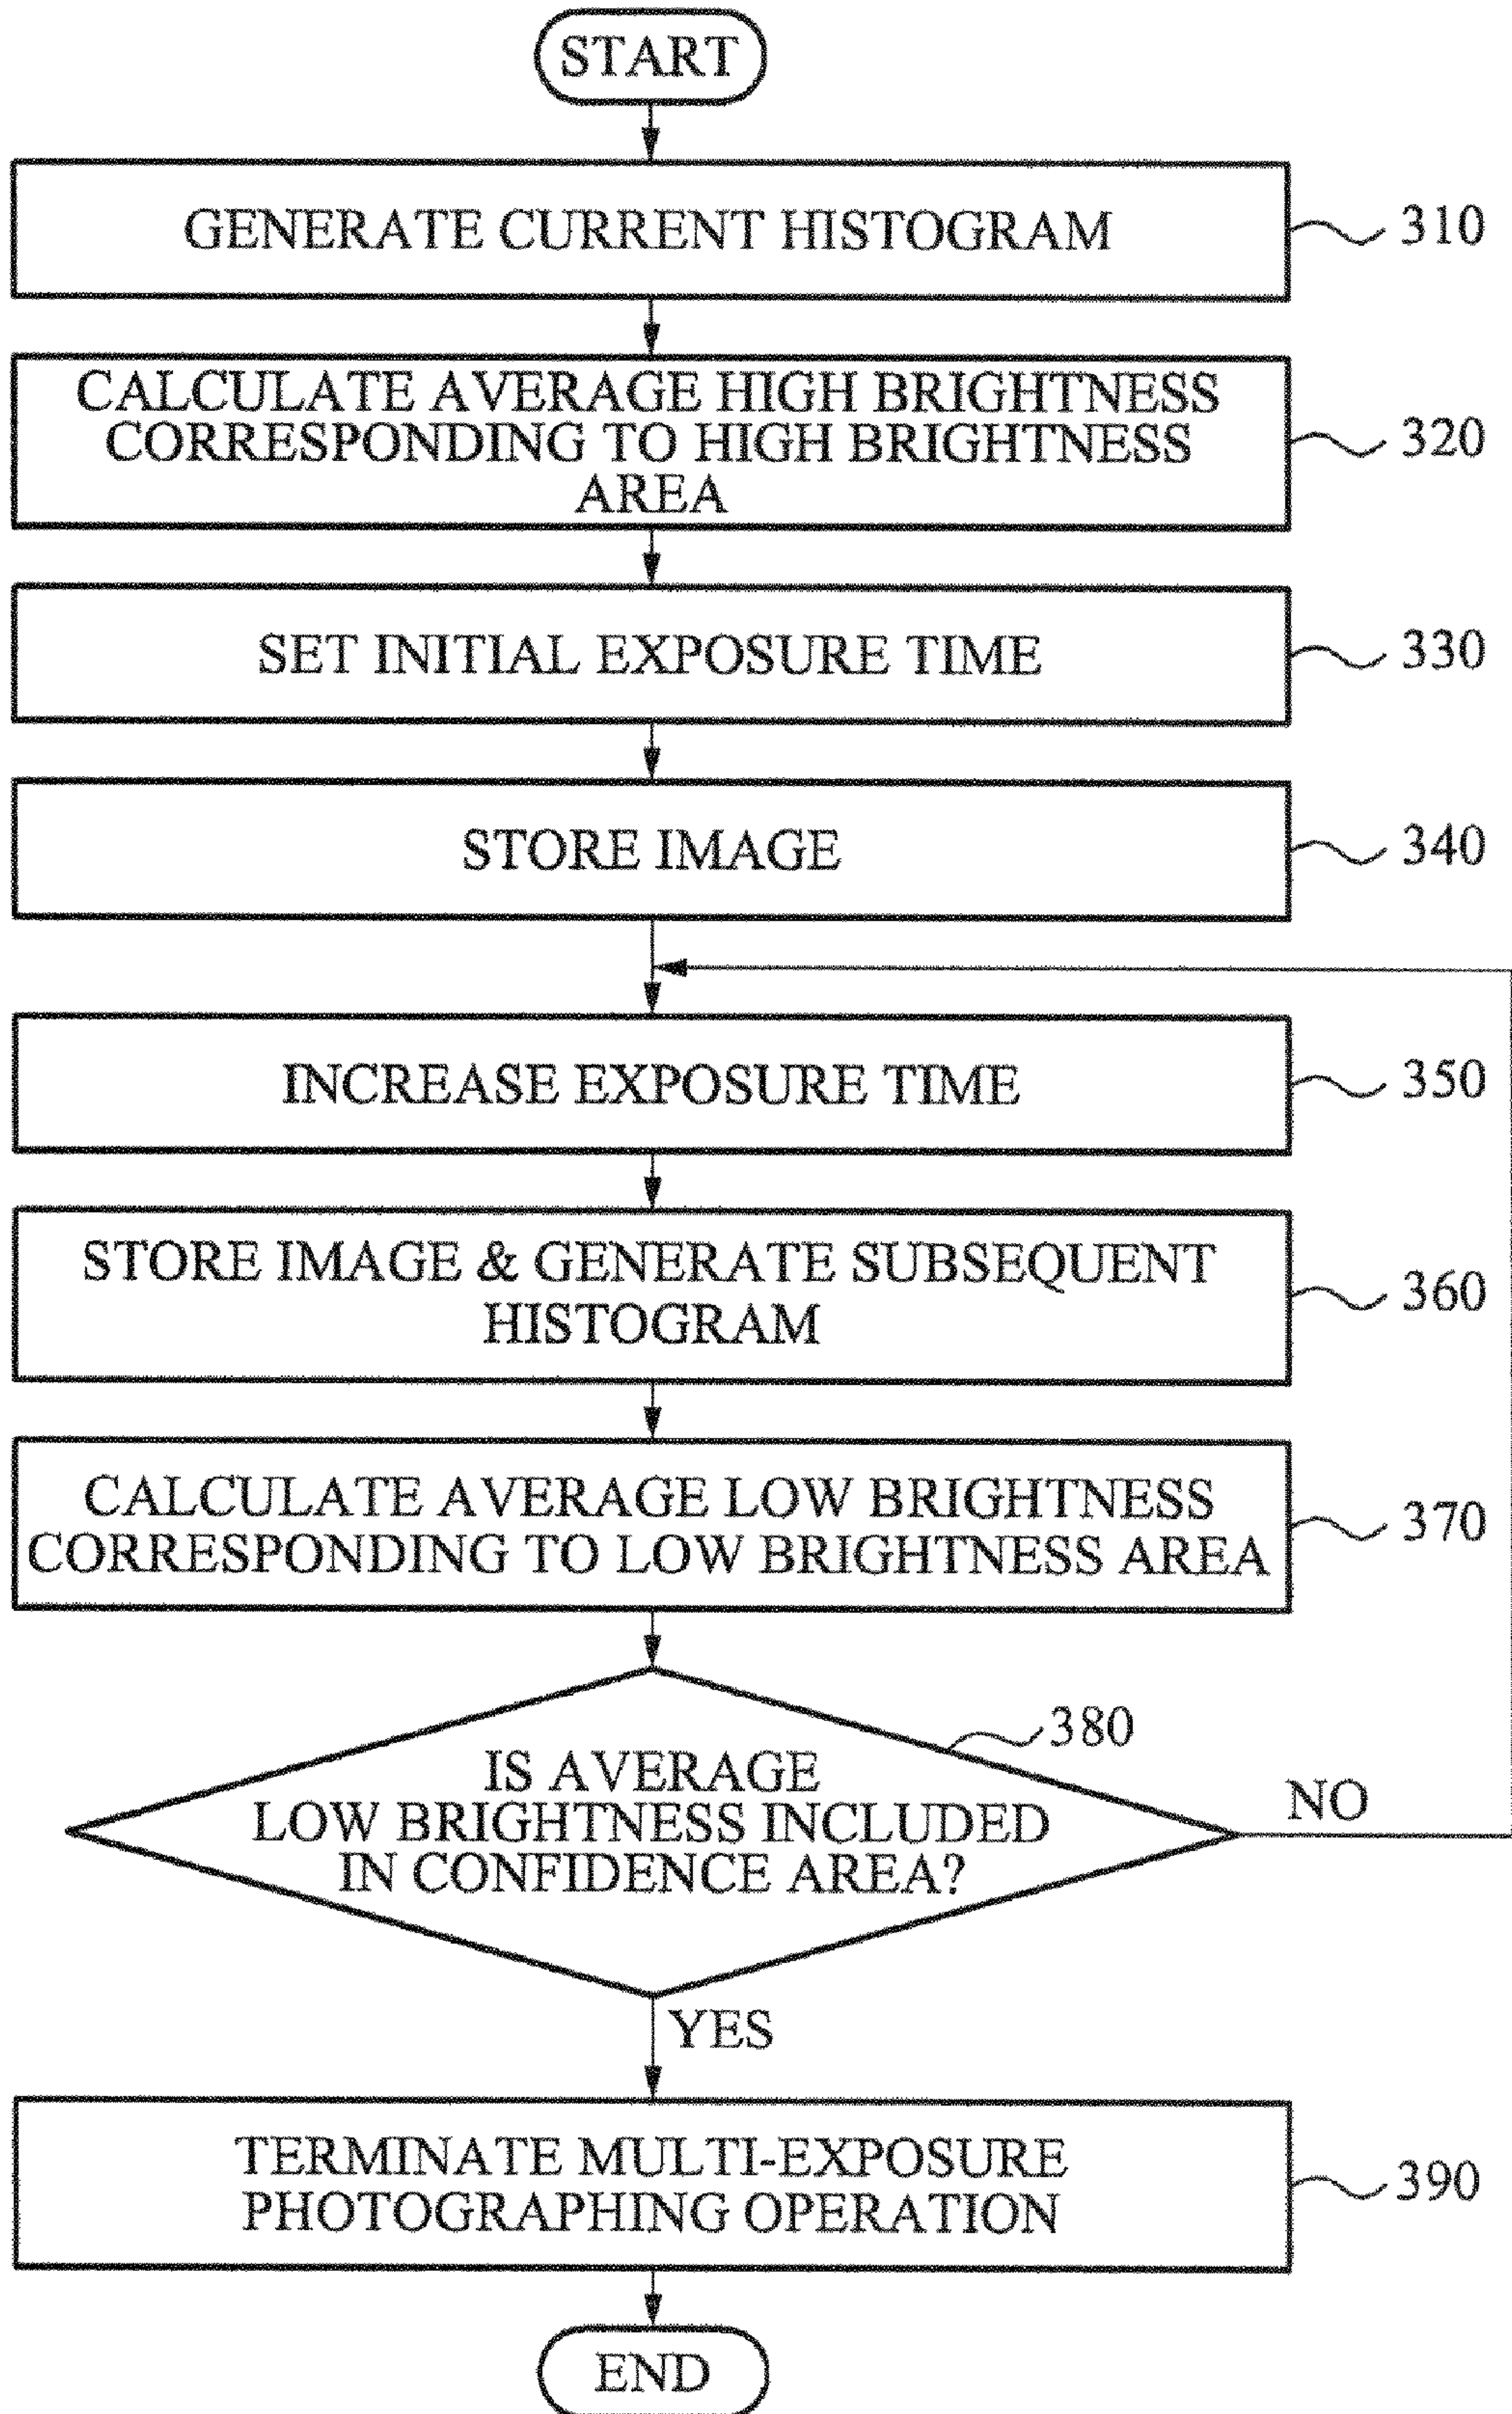 START
GENERATE CURRENT HISTOGRAM
310
CALCULATE AVERAGE HIGH BRIGHTNESS
CORRESPONDING TO HIGH BRIGHTNESS
AREA
320
SET INITIAL EXPOSURE TIME
330
STORE IMAGE
340
INCREASE EXPOSURE TIME
350
STORE IMAGE & GENERATE SUBSEQUENT
HISTOGRAM
360
CALCULATE AVERAGE LOW BRIGHTNESS
CORRESPONDING TO LOW BRIGHTNESS AREA
370
380
IS AVERAGE
LOW BRIGHTNESS INCLUDED
IN CONFIDENCE AREA?
NO
YES
TERMINATE MULTI-EXPOSURE
PHOTOGRAPHING OPERATION
390
END